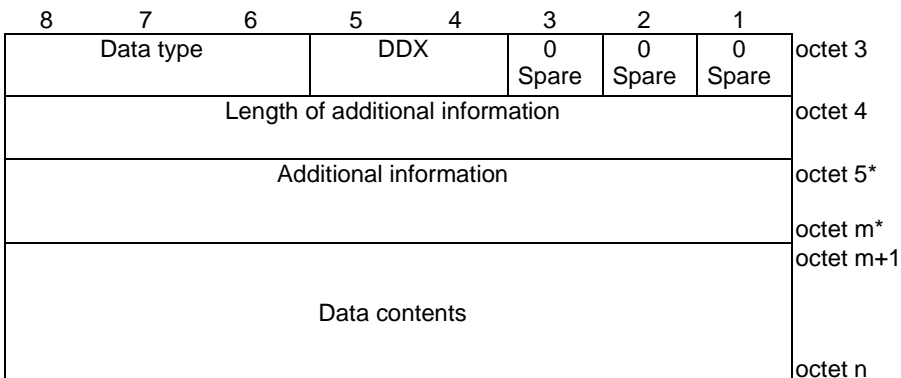 8 7 6 5 4 3 2 1
Data type DDX 0 0 0 octet 3
Spare Spare Spare
Length of additional information octet 4
Additional information octet 5*
octet m*
octet m+1
Data contents
octet n